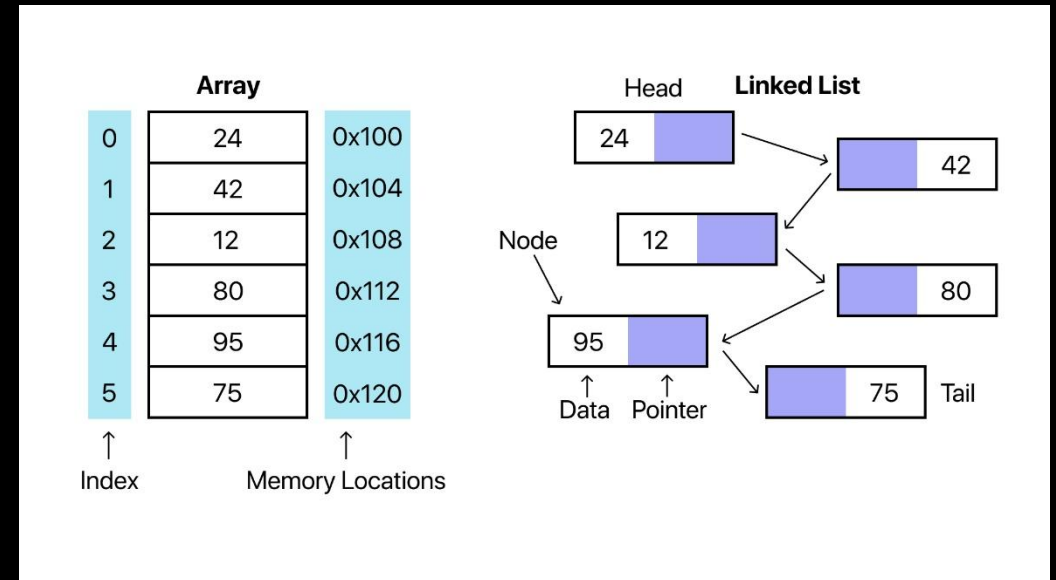 Array
0 24 0x100
1 42 0x104
2 12 0x108
3 80 0x112
4 95 0x116
5 75 0x120
Index
Memory Locations
Head
Linked List
24
42
Node
12
80
95
Data
Pointer
75
Tail